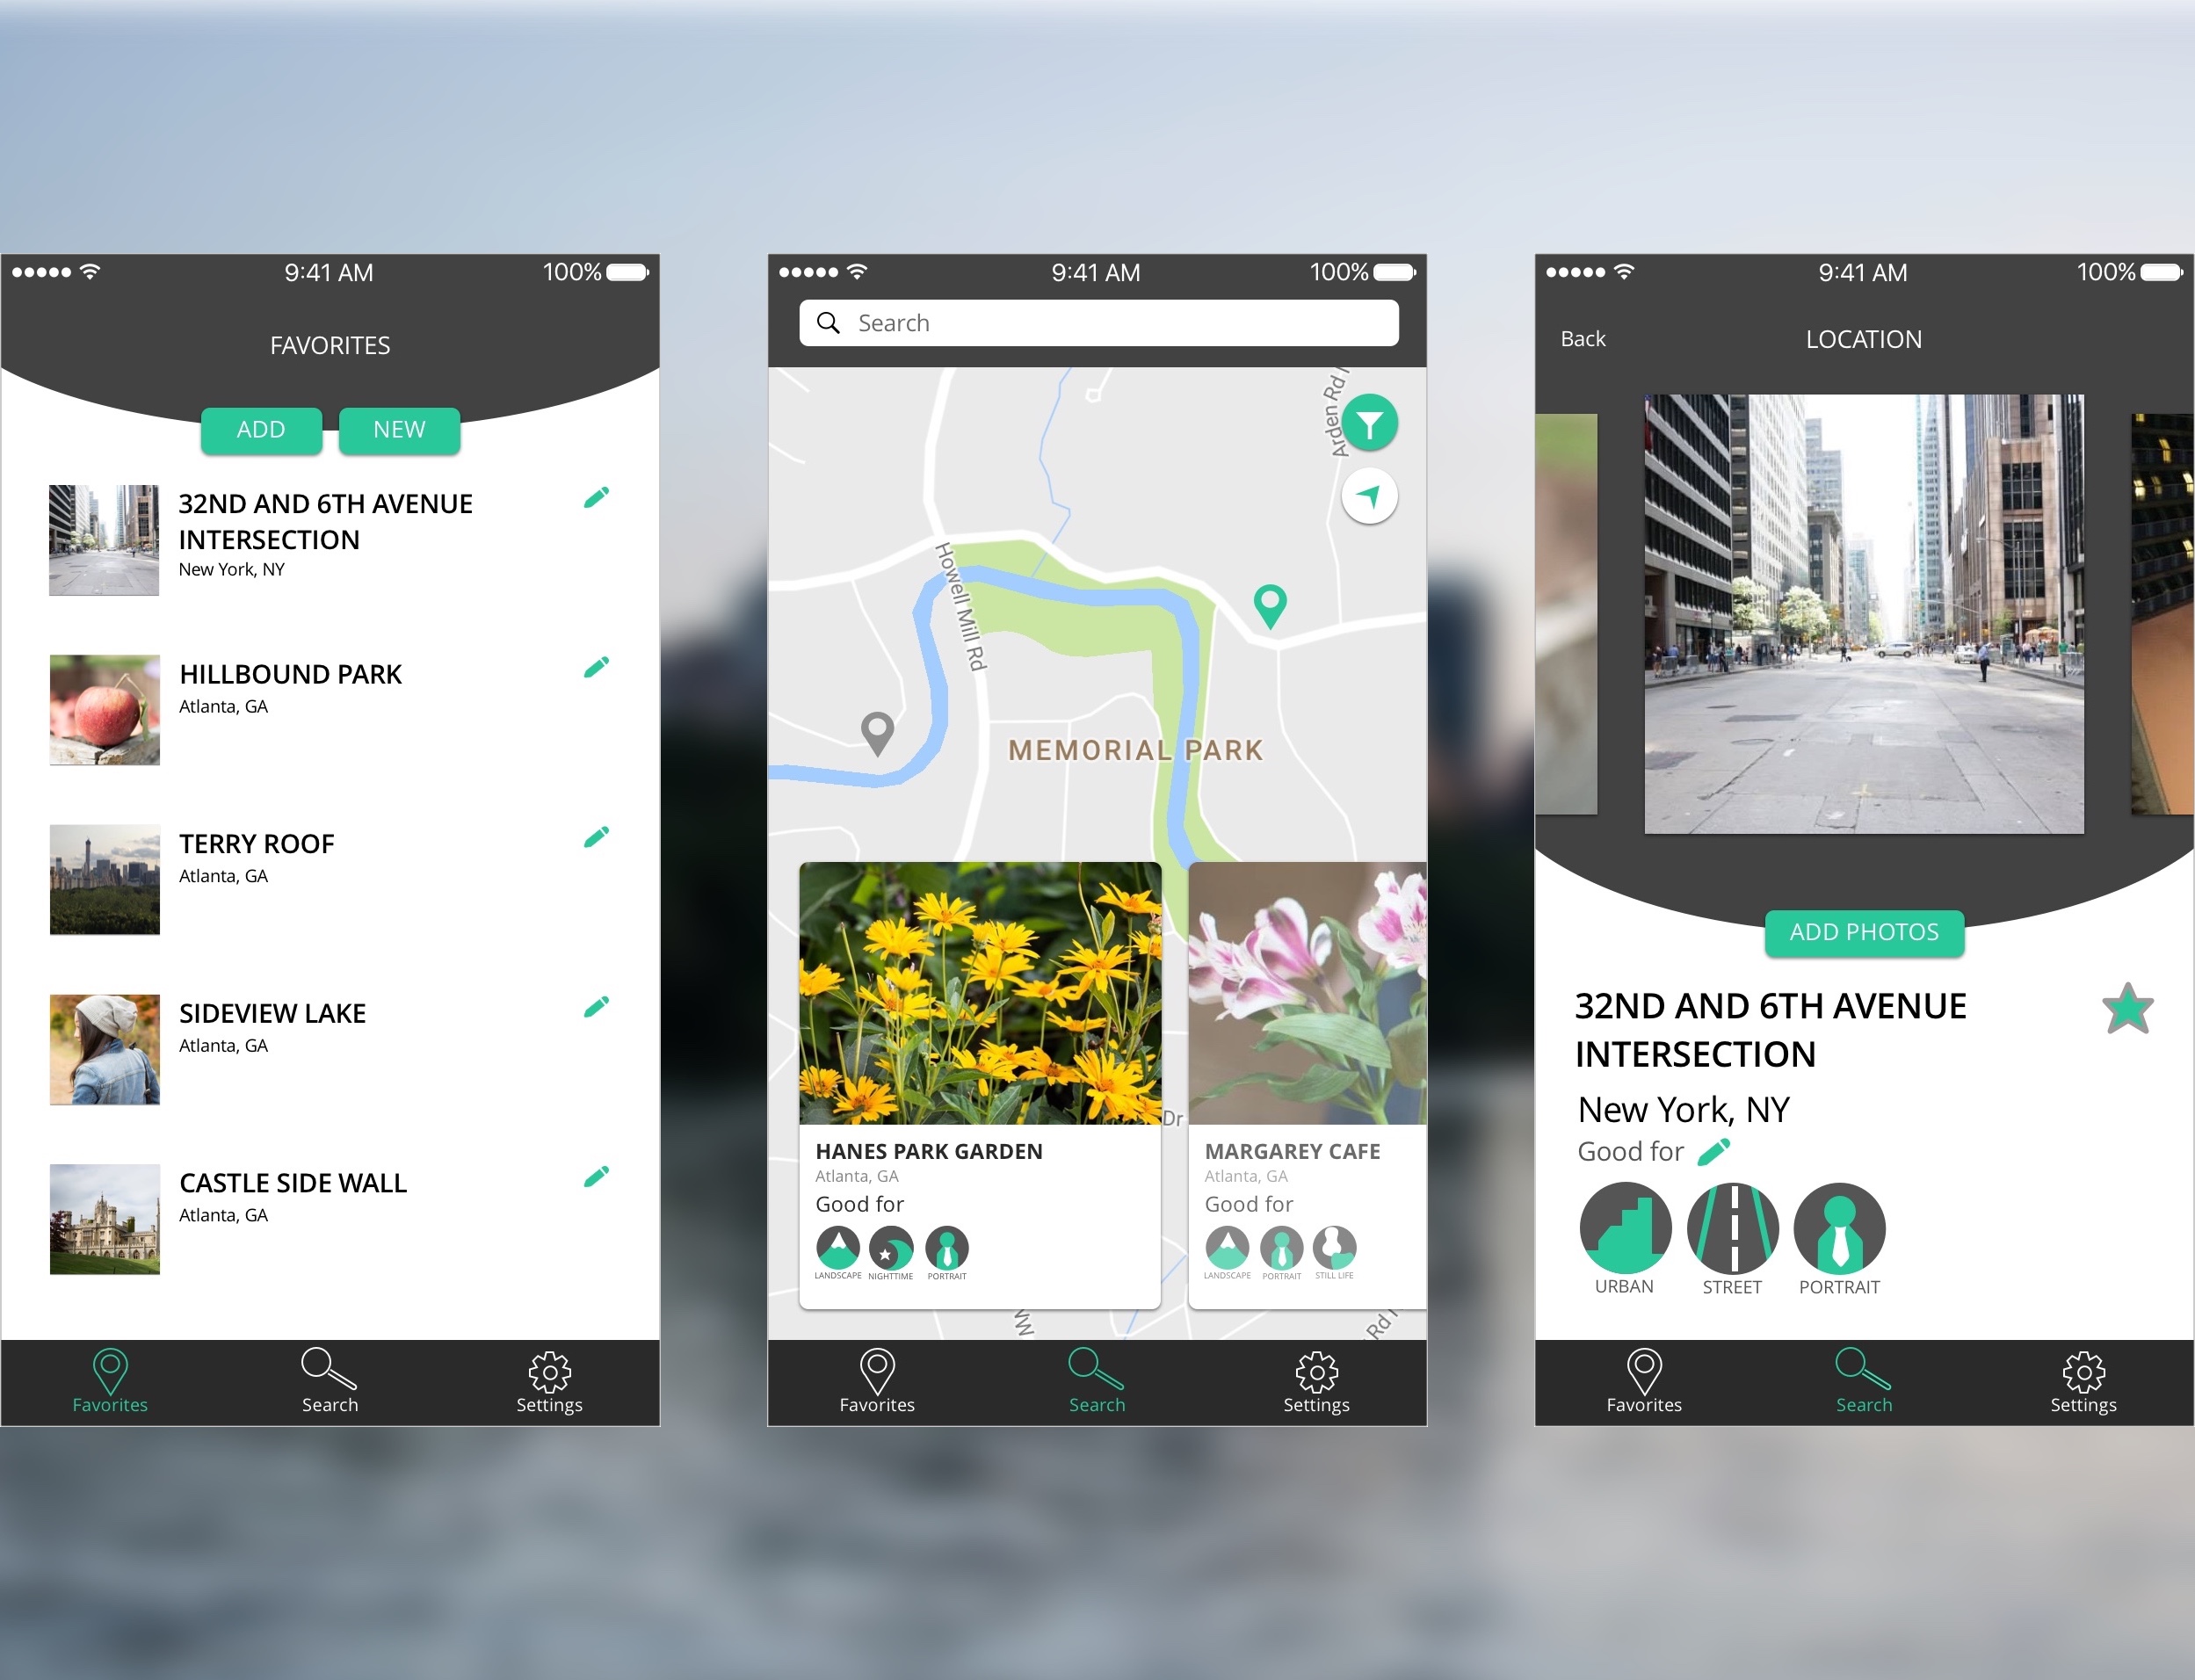 9:41 AM
100%
FAVORITES
ADD
NEW
32ND AND 6TH AVENUE
INTERSECTION
New York, NY
HILLBOUND PARK
Atlanta, GA
TERRY ROOF
Atlanta, GA
SIDEVIEW LAKE
Atlanta, GA
CASTLE SIDE WALL
Atlanta, GA
Favorites
Search
Settings
9:41 AM
100%
Search
Arden Rd
Howell Mill Rd
MEMORIAL PARK
Dr
HANES PARK GARDEN
Atlanta, GA
Good for
LANDSCAPE
NIGHTTIME
PORTRAIT
MARGAREY CAFE
Atlanta, GA
Good for
LANDSCAPE
PORTRAIT
STILL LIFE
Rd
Favorites
Search
Settings
9:41 AM
100%
Back
LOCATION
ADD PHOTOS
32ND AND 6TH AVENUE
INTERSECTION
New York, NY
Good for
URBAN
STREET
PORTRAIT
Favorites
Search
Settings